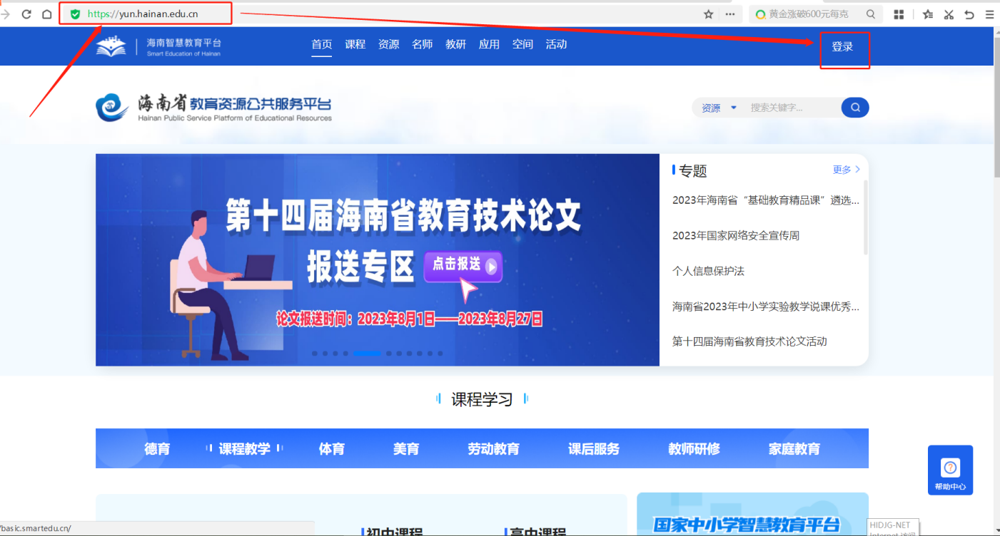 https://yun.hainan.edu.cn
黄金涨破600元每克
海南智慧教育平台
Smart Education of Hainan
首页 课程 资源 名师 教研 应用 空间 活动
登录
海南省教育资源公共服务平台
Hainan Public Service Platform of Educational Resources
资源 搜索关键字...
第十四届海南省教育技术论文
报送专区 点击报送
论文报送时间：2023年8月1日——2023年8月27日
专题 更多
2023年海南省“基础教育精品课”遴选...
2023年国家网络安全宣传周
个人信息保护法
海南省2023年中小学实验教学说课优秀...
第十四届海南省教育技术论文活动
课程学习
德育 课程教学 体育 美育 劳动教育 课后服务 教师研修 家庭教育
帮助中心
初中课程 高中课程
国家中小学智慧教育平台
/basic.smartedu.cn/
HIDJG-NET
Internet 访问